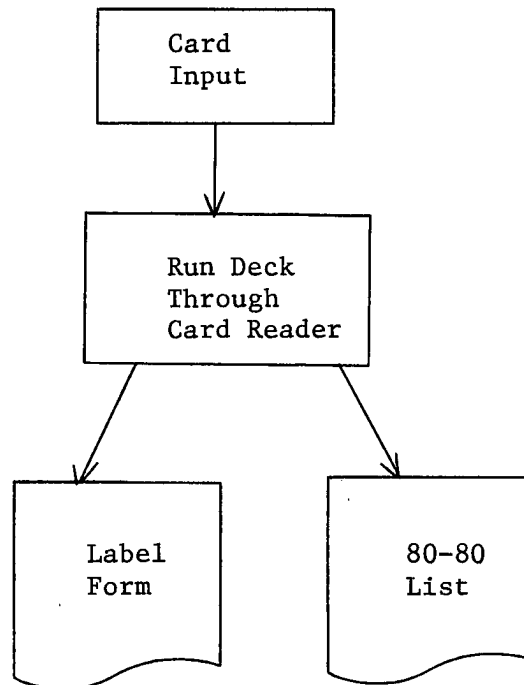 Card
Input
Run Deck
Through
Card Reader
Label
Form
80-80
List